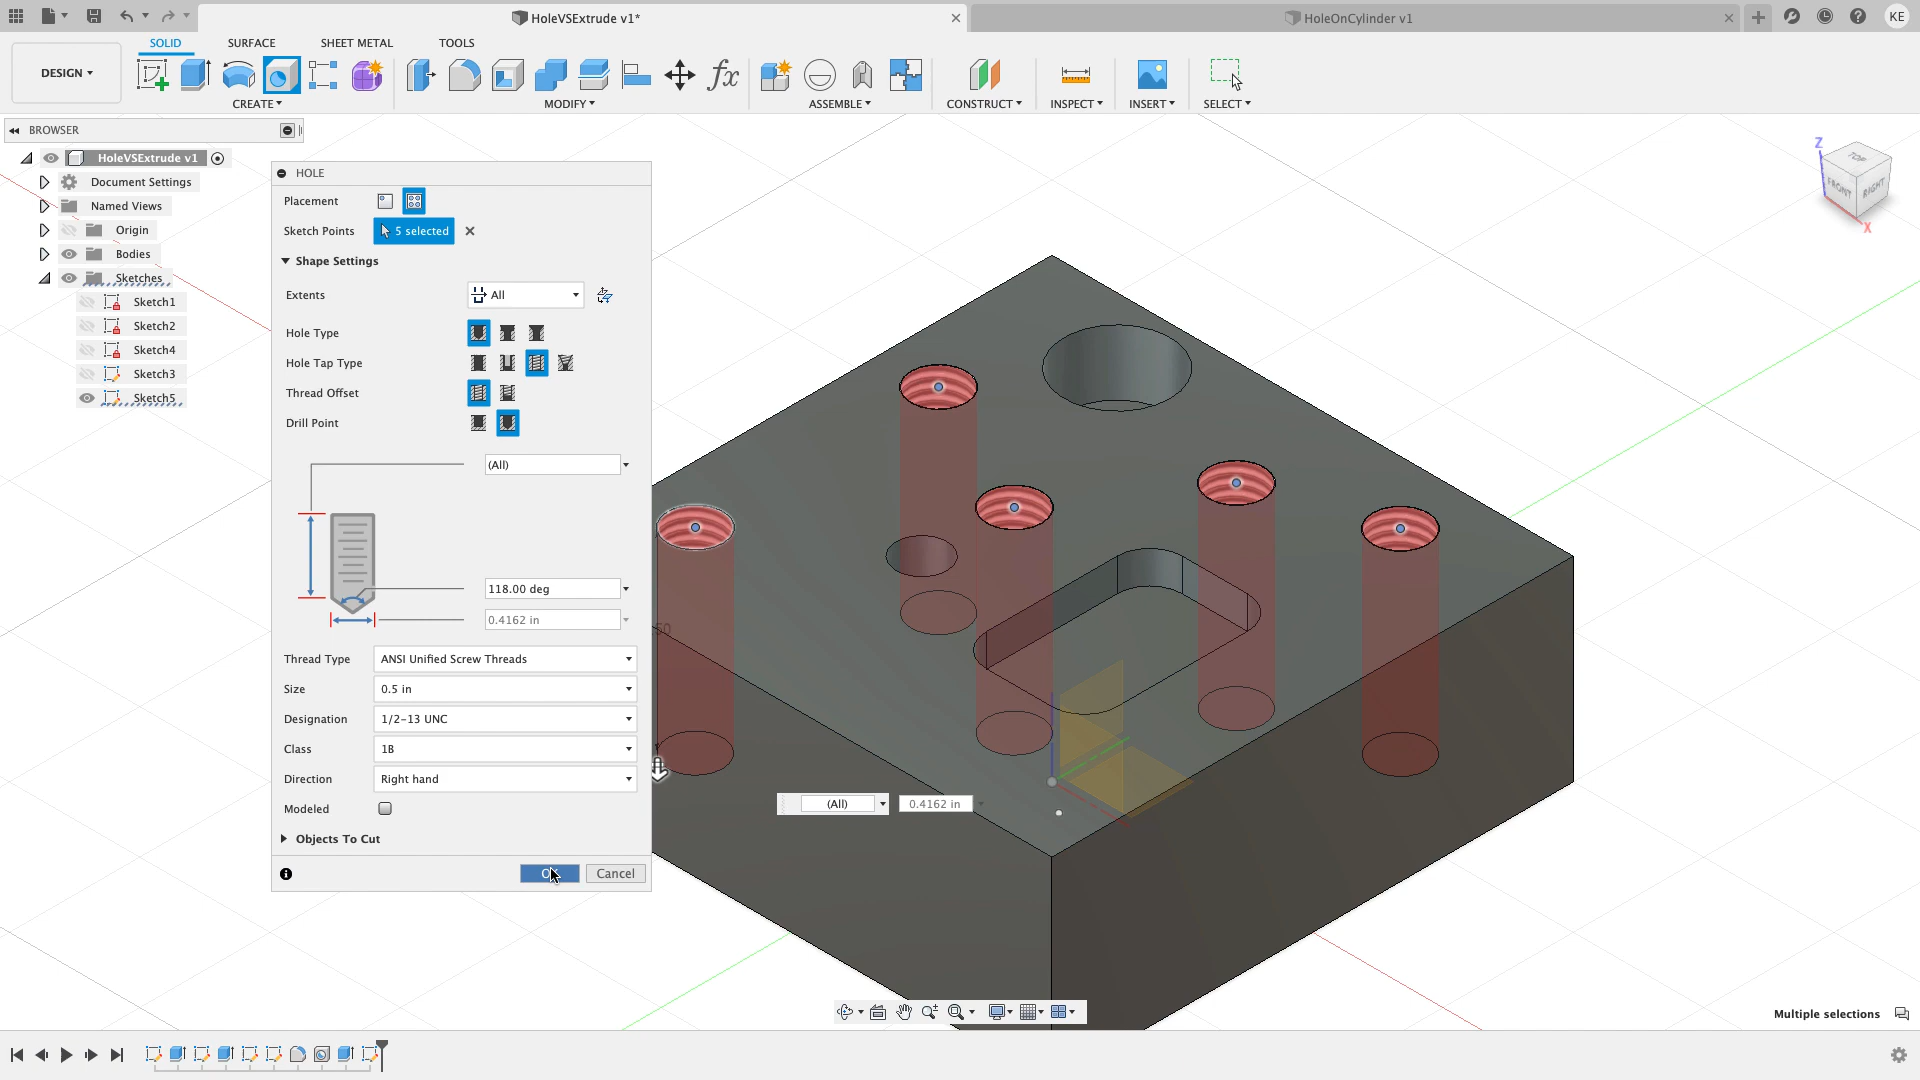 HoleVSExtrude v1*
HoleOnCylinder v1
KE
DESIGN
SOLID
SURFACE
SHEET METAL
TOOLS
CREATE
MODIFY
ASSEMBLE
CONSTRUCT
INSPECT
INSERT
SELECT
BROWSER
HoleVSExtrude v1
Document Settings
Named Views
Origin
Bodies
Sketches
Sketch1
Sketch2
Sketch4
Sketch3
Sketch5
HOLE
Placement
Sketch Points 5 selected
Shape Settings
Extents All
Hole Type
Hole Tap Type
Thread Offset
Drill Point
(All)
118.00 deg
0.4162 in
Thread Type ANSI Unified Screw Threads
Size 0.5 in
Designation 1/2-13 UNC
Class 1B
Direction Right hand
Modeled
Objects To Cut
Cancel
(All) 0.4162 in
Z
TOP
FRONT
RIGHT
X
Multiple selections